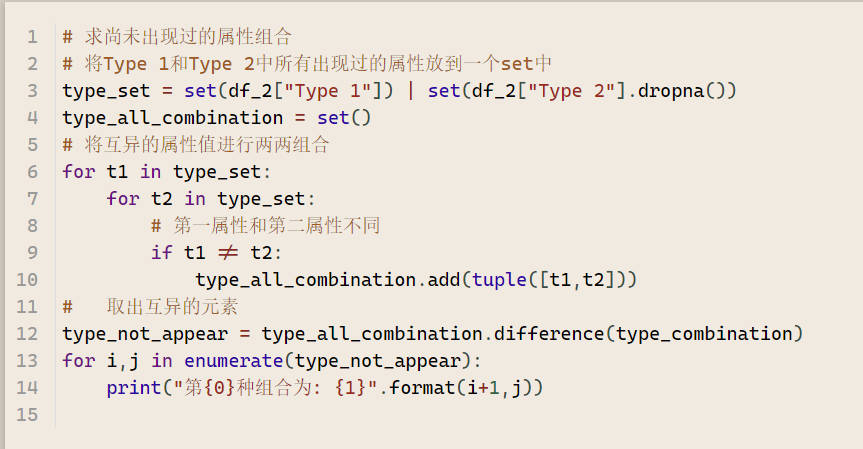 1 # 求尚未出现过的属性组合
2 # 将Type 1和Type 2中所有出现过的属性放到一个set中
3 type_set = set(df_2["Type 1"]) | set(df_2["Type 2"].dropna())
4 type_all_combination = set()
5 # 将互异的属性值进行两两组合
6 for t1 in type_set:
7     for t2 in type_set:
8         # 第一属性和第二属性不同
9         if t1 ≠ t2:
10             type_all_combination.add(tuple([t1,t2]))
11 #   取出互异的元素
12 type_not_appear = type_all_combination.difference(type_combination)
13 for i,j in enumerate(type_not_appear):
14     print("第{0}种组合为: {1}".format(i+1,j))
15